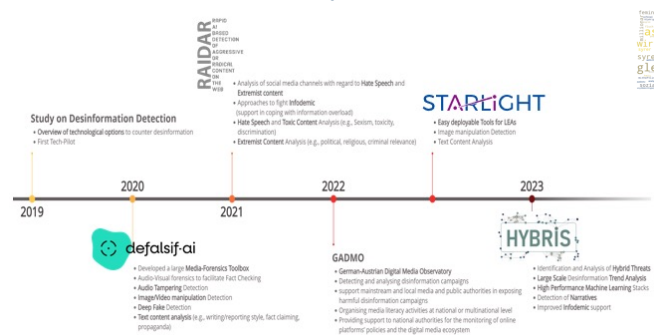 RAIDAR
RAPID
AI
BASED
DETECTION
OF
AGGRESSIVE
OR
RADICAL
CONTENT
ON
THE
WEB
• Analysis of social media channels with regard to Hate Speech and
Extremist content
• Approaches to fight Infodemic
(support in coping with information overload)
• Hate Speech and Toxic Content Analysis (e.g., Sexism, toxicity,
discrimination)
• Extremist Content Analysis (e.g., political, religious, criminal relevance)
STARLIGHT
• Easy deployable Tools for LEAs
• Image manipulation Detection
• Text Content Analysis
Study on Desinformation Detection
• Overview of technological options to counter desinformation
• First Tech-Pilot
2019
2020
2021
2022
2023
defalsif-ai
• Developed a large Media-Forensics Toolbox
• Audio-Visual forensics to facilitate Fact Checking
• Audio Tampering Detection
• Image/Video manipulation Detection
• Deep Fake Detection
• Text content analysis (e.g., writing/reporting style, fact claiming,
propaganda)
GADMO
• German-Austrian Digital Media Observatory
• Detecting and analysing disinformation campaigns
• support mainstream and local media and public authorities in exposing
harmful disinformation campaigns
• Organising media literacy activities at national or multinational level
• Providing support to national authorities for the monitoring of online
platforms' policies and the digital media ecosystem
HYBRIS
• Identification and Analysis of Hybrid Threats
• Large Scale Desinformation Trend Analysis
• High Performance Machine Learning Stacks
• Detection of Narratives
• Improved Infodemic support